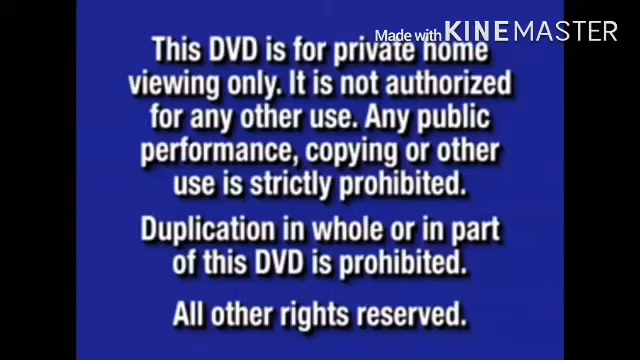 Made with KINEMASTER
This DVD is for private home
viewing only. It is not authorized
for any other use. Any public
performance, copying or other
use is strictly prohibited.
Duplication in whole or in part
of this DVD is prohibited.
All other rights reserved.